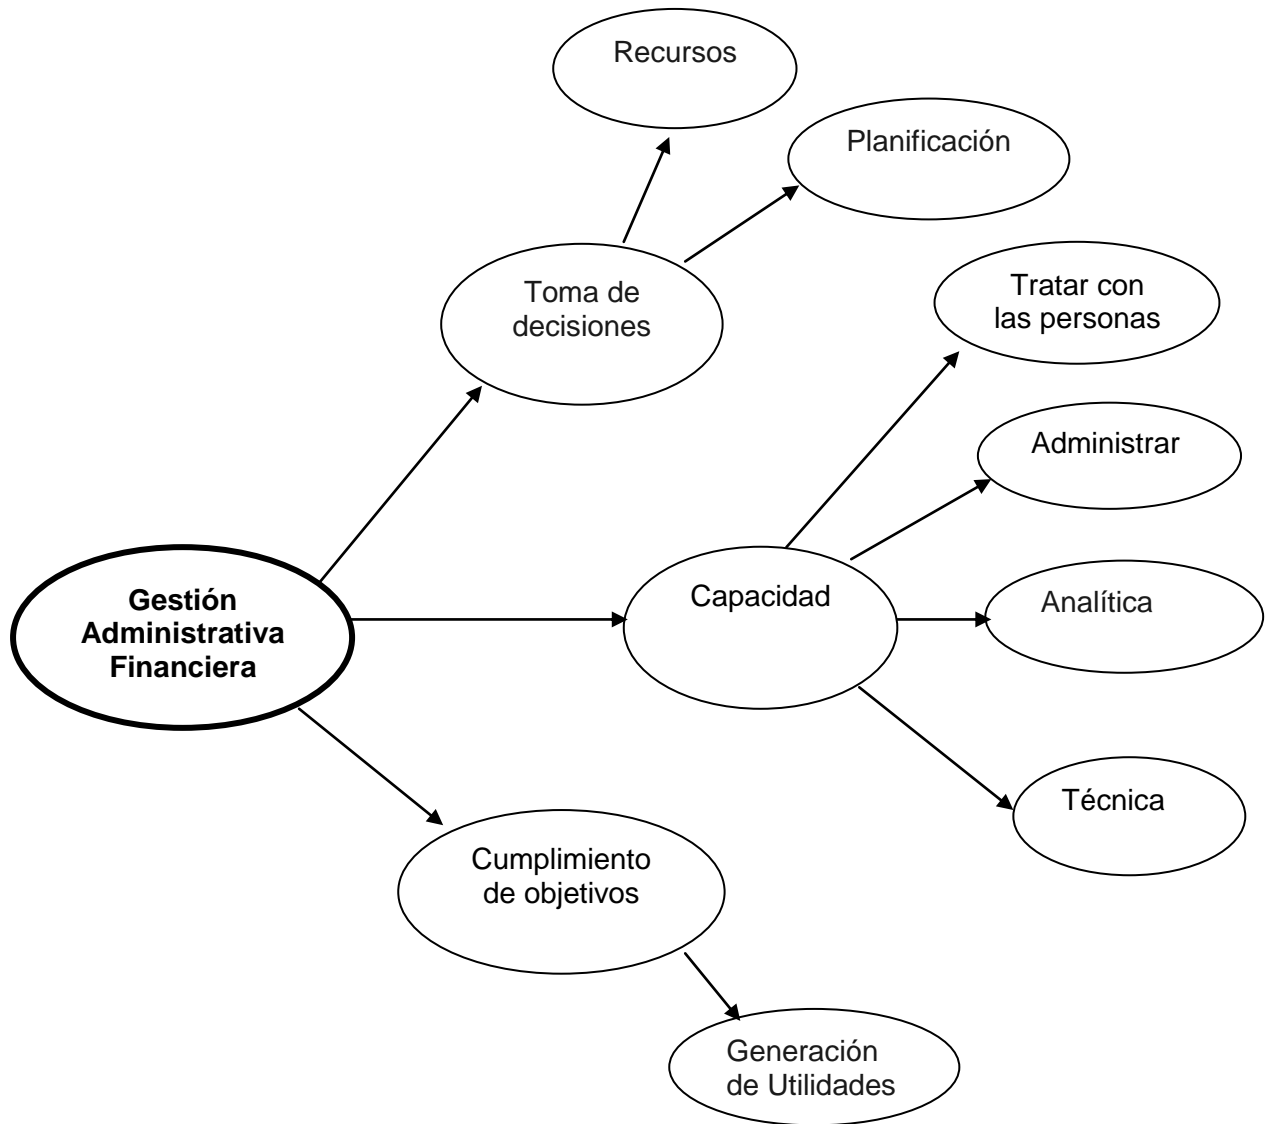 Recursos
Planificación
Toma de
decisiones
Tratar con
las personas
Administrar
Gestión
Administrativa
Financiera
Capacidad
Analítica
Técnica
Cumplimiento
de objetivos
Generación
de Utilidades